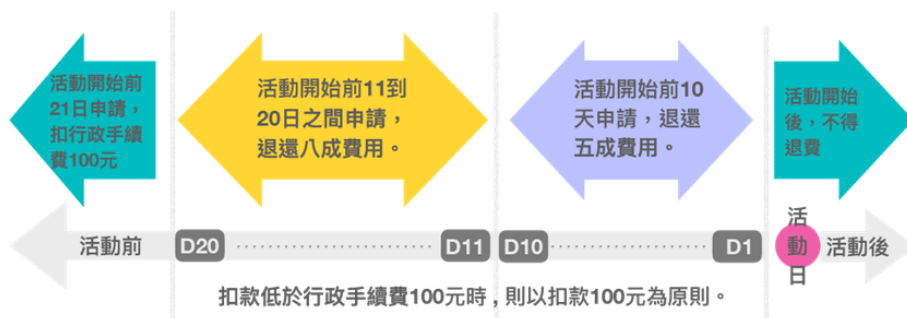 活動開始前
21日申請，
扣行政手續
費100元
活動開始前11到
20日之間申請，
退還八成費用。
活動開始前10
天申請，退還
五成費用。
活動開始
後，不得
退費
活動前
D20
D11
D10
D1
活動日
活動後
扣款低於行政手續費100元時，則以扣款100元為原則。